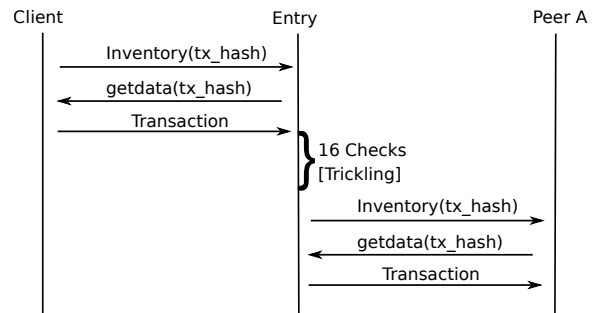 Client Entry Peer A
Inventory(tx_hash)
getdata(tx_hash)
Transaction
16 Checks
[Trickling]
Inventory(tx_hash)
getdata(tx_hash)
Transaction